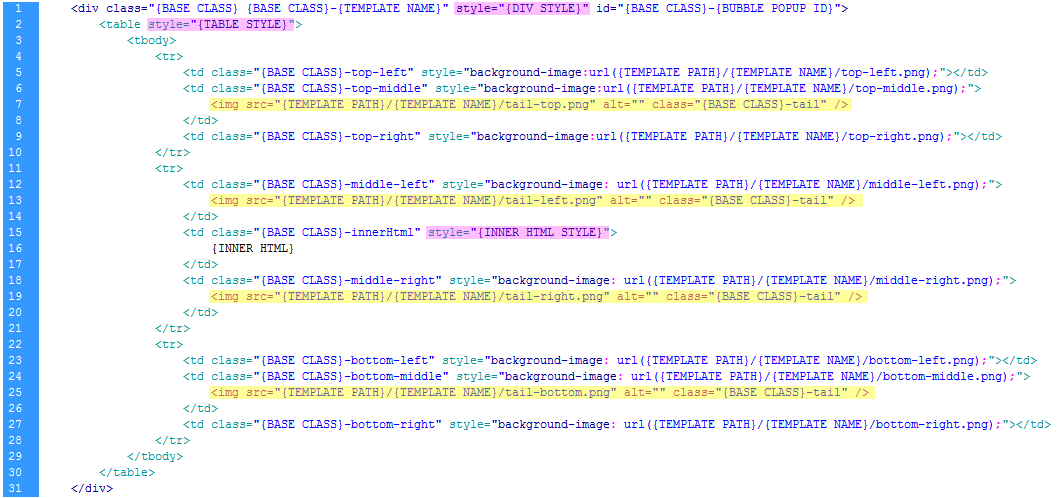 1 <div class="{BASE CLASS} {BASE CLASS}-{TEMPLATE NAME}" style="{DIV STYLE}" id="{BASE CLASS}-{BUBBLE POPUP ID}">
2 <table style="{TABLE STYLE}">
3 <tbody>
4 <tr>
5 <td class="{BASE CLASS}-top-left" style="background-image:url({TEMPLATE PATH}/{TEMPLATE NAME}/top-left.png);"></td>
6 <td class="{BASE CLASS}-top-middle" style="background-image:url({TEMPLATE PATH}/{TEMPLATE NAME}/top-middle.png);">
7 <img src="{TEMPLATE PATH}/{TEMPLATE NAME}/tail-top.png" alt="" class="{BASE CLASS}-tail" />
8 </td>
9 <td class="{BASE CLASS}-top-right" style="background-image:url({TEMPLATE PATH}/{TEMPLATE NAME}/top-right.png);"></td>
10 </tr>
11 <tr>
12 <td class="{BASE CLASS}-middle-left" style="background-image: url({TEMPLATE PATH}/{TEMPLATE NAME}/middle-left.png);">
13 <img src="{TEMPLATE PATH}/{TEMPLATE NAME}/tail-left.png" alt="" class="{BASE CLASS}-tail" />
14 </td>
15 <td class="{BASE CLASS}-innerHtml" style="{INNER HTML STYLE}">
16 {INNER HTML}
17 </td>
18 <td class="{BASE CLASS}-middle-right" style="background-image: url({TEMPLATE PATH}/{TEMPLATE NAME}/middle-right.png);">
19 <img src="{TEMPLATE PATH}/{TEMPLATE NAME}/tail-right.png" alt="" class="{BASE CLASS}-tail" />
20 </td>
21 </tr>
22 <tr>
23 <td class="{BASE CLASS}-bottom-left" style="background-image: url({TEMPLATE PATH}/{TEMPLATE NAME}/bottom-left.png);"></td>
24 <td class="{BASE CLASS}-bottom-middle" style="background-image: url({TEMPLATE PATH}/{TEMPLATE NAME}/bottom-middle.png);">
25 <img src="{TEMPLATE PATH}/{TEMPLATE NAME}/tail-bottom.png" alt="" class="{BASE CLASS}-tail" />
26 </td>
27 <td class="{BASE CLASS}-bottom-right" style="background-image: url({TEMPLATE PATH}/{TEMPLATE NAME}/bottom-right.png);"></td>
28 </tr>
29 </tbody>
30 </table>
31 </div>